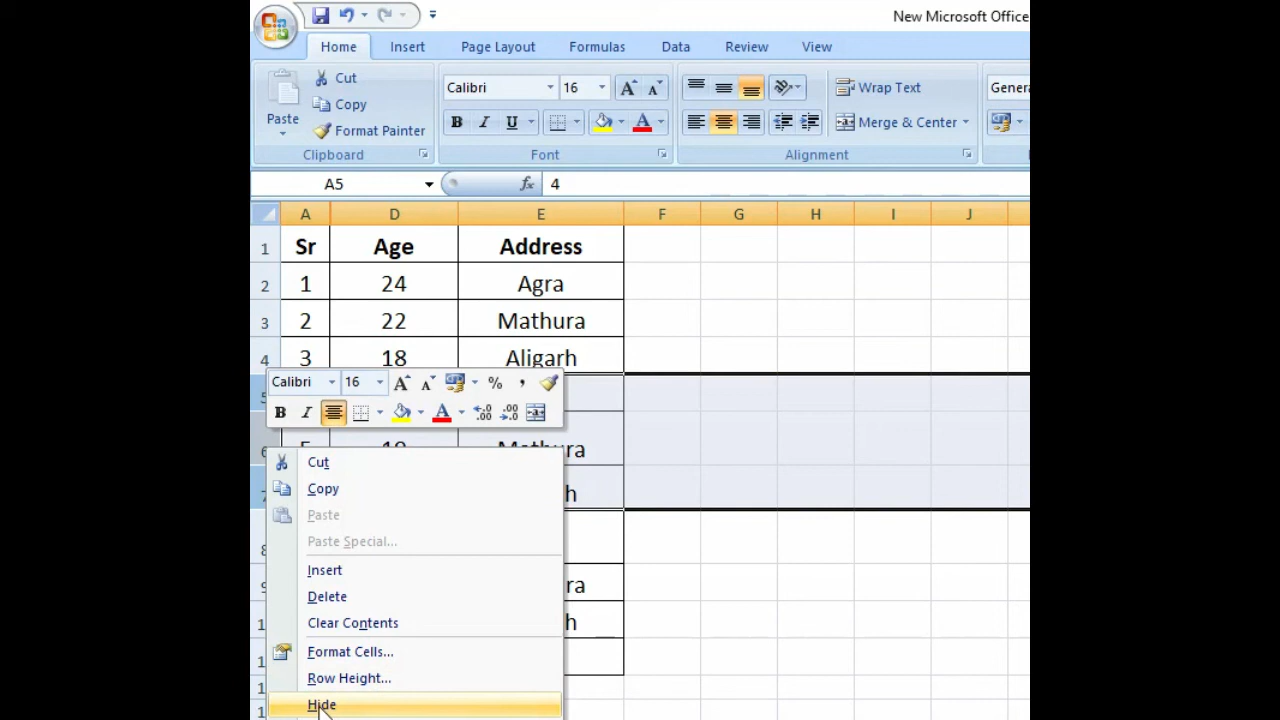 New Microsoft Office
Home Insert Page Layout Formulas Data Review View
Paste
Cut
Copy
Format Painter
Clipboard
Calibri 16
B I U
Font
Wrap Text
Merge & Center
Alignment
Genera
A5 fx 4
A D E F G H I J
1 Sr Age Address
2 1 24 Agra
3 2 22 Mathura
4 3 18 Aligarh
Calibri 16 % ,
B I A .00 .0
ra
h
8
ra
h
Cut
Copy
Paste
Paste Special...
Insert
Delete
Clear Contents
Format Cells...
Row Height...
Hide